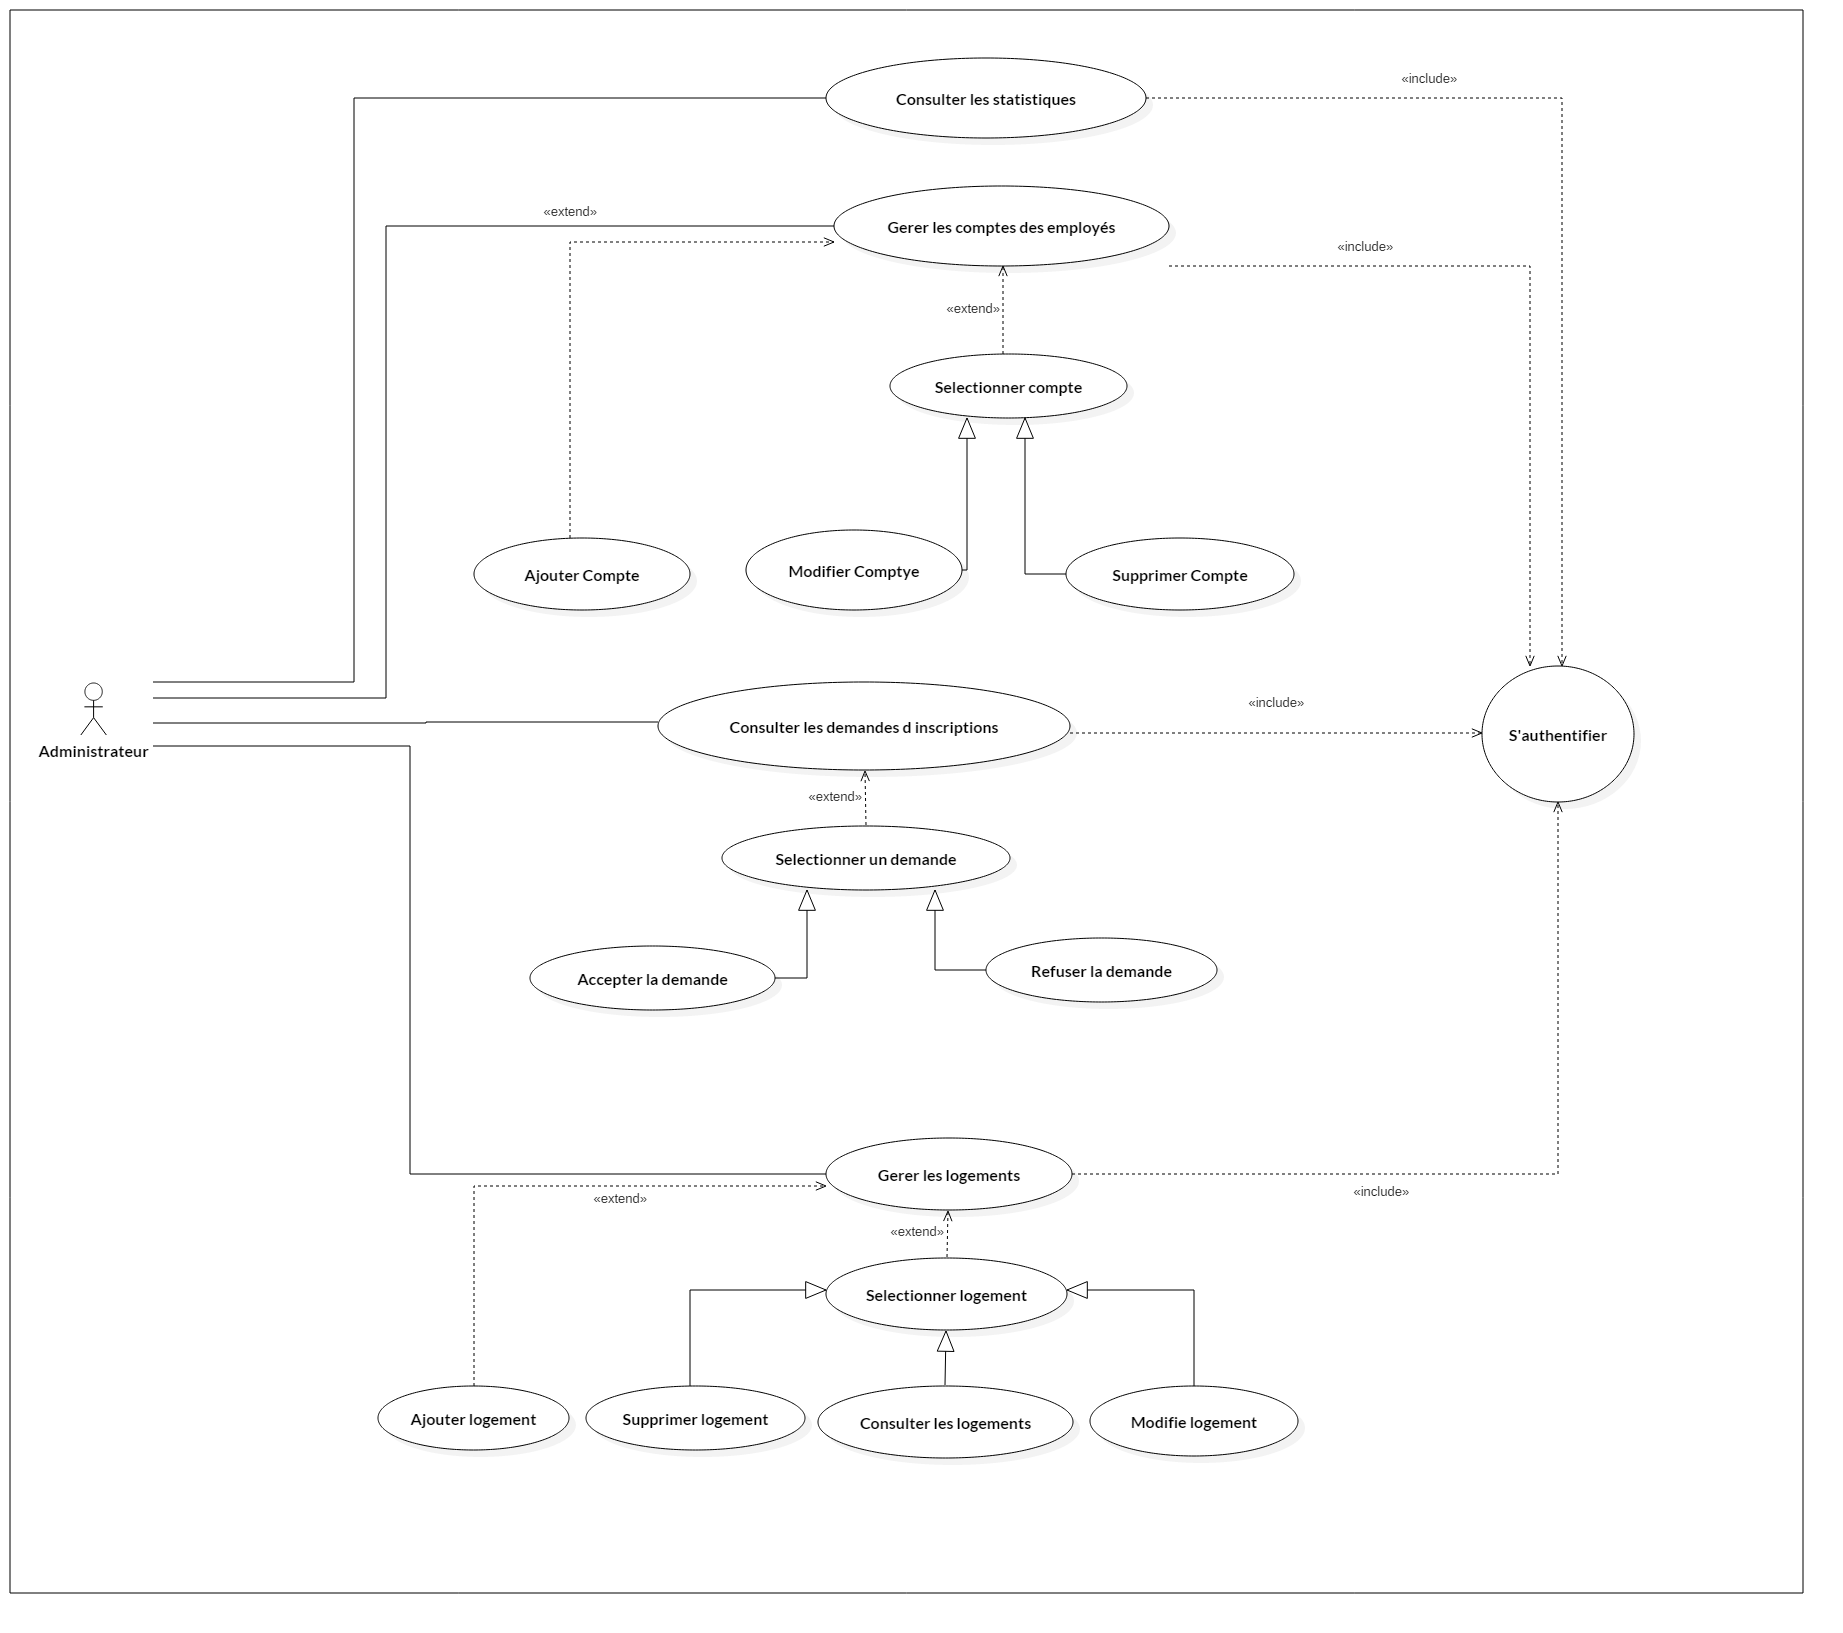 «include»
Consulter les statistiques
«extend»
Gerer les comptes des employés
«include»
«extend»
Selectionner compte
Ajouter Compte
Modifier Comptye
Supprimer Compte
Administrateur
Consulter les demandes d inscriptions
«include»
S'authentifier
«extend»
Selectionner un demande
Accepter la demande
Refuser la demande
Gerer les logements
«extend»
«include»
«extend»
Selectionner logement
Ajouter logement
Supprimer logement
Consulter les logements
Modifie logement